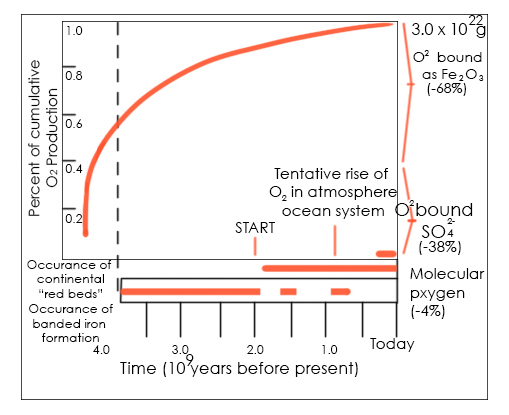 1.0
0.8
0.6
0.4
0.2
Percent of cumulative
O2 Production
3.0 x 10^22 g
O² bound
as Fe2O3
(-68%)
Tentative rise of
O2 in atmosphere
ocean system
START
O² bound
SO4^2-
(-38%)
Molecular
pxygen
(-4%)
Occurance of
continental
"red beds"
Occurance of
banded iron
formation
4.0 3.0 2.0 1.0 Today
Time (10^9 years before present)